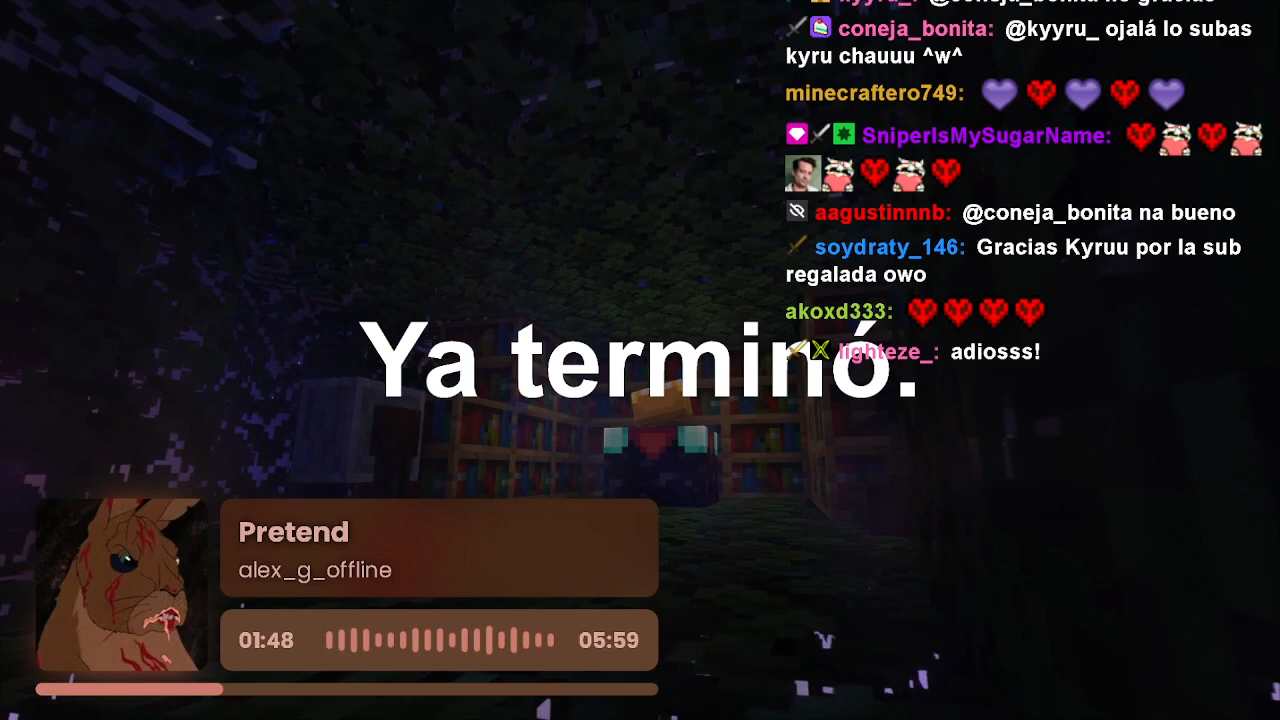 coneja_bonita: @kyyru_ ojalá lo subas
kyru chauuu ^w^
minecraftero749:
SniperIsMySugarName:
aagustinnnb: @coneja_bonita na bueno
soydraty_146: Gracias Kyruu por la sub
regalada owo
akoxd333:
lighteze_: adiosss!
Ya terminó.
Pretend
alex_g_offline
01:48 05:59